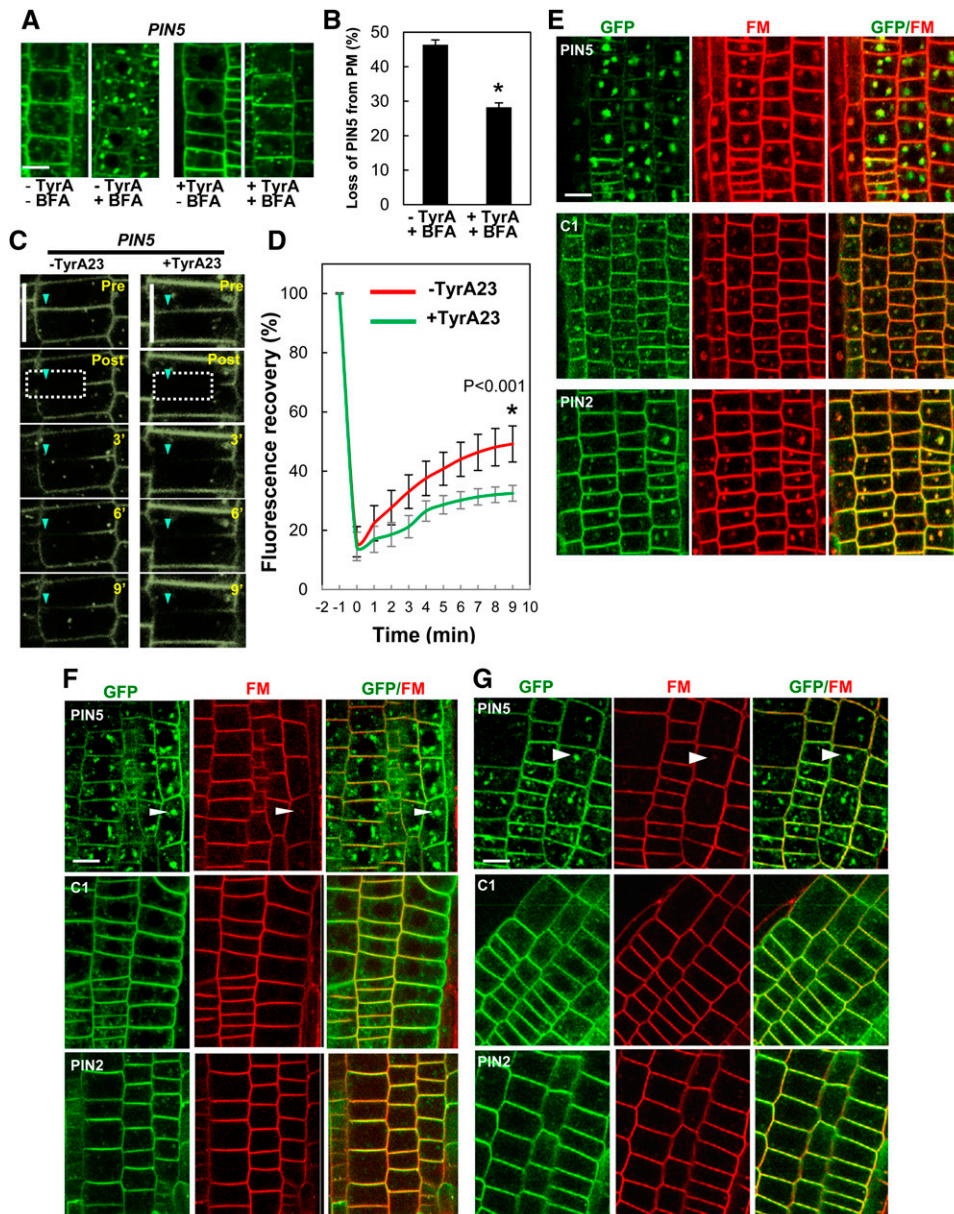 A
PIN5
- TyrA
- BFA
- TyrA
+ BFA
+TyrA
- BFA
+ TyrA
+ BFA
B
Loss of PIN5 from PM (%)
50
40
30
20
10
0
*
- TyrA
+ BFA
+ TyrA
+ BFA
C
PIN5
-TyrA23
+TyrA23
Pre
Pre
Post
Post
3'
3'
6'
6'
9'
9'
D
Fluorescence recovery (%)
100
80
60
40
20
0
-TyrA23
+TyrA23
P<0.001
*
-2 -1 0 1 2 3 4 5 6 7 8 9 10
Time (min)
E
GFP FM GFP/FM
PIN5
C1
PIN2
F
GFP FM GFP/FM
PIN5
C1
PIN2
G
GFP FM GFP/FM
PIN5
C1
PIN2